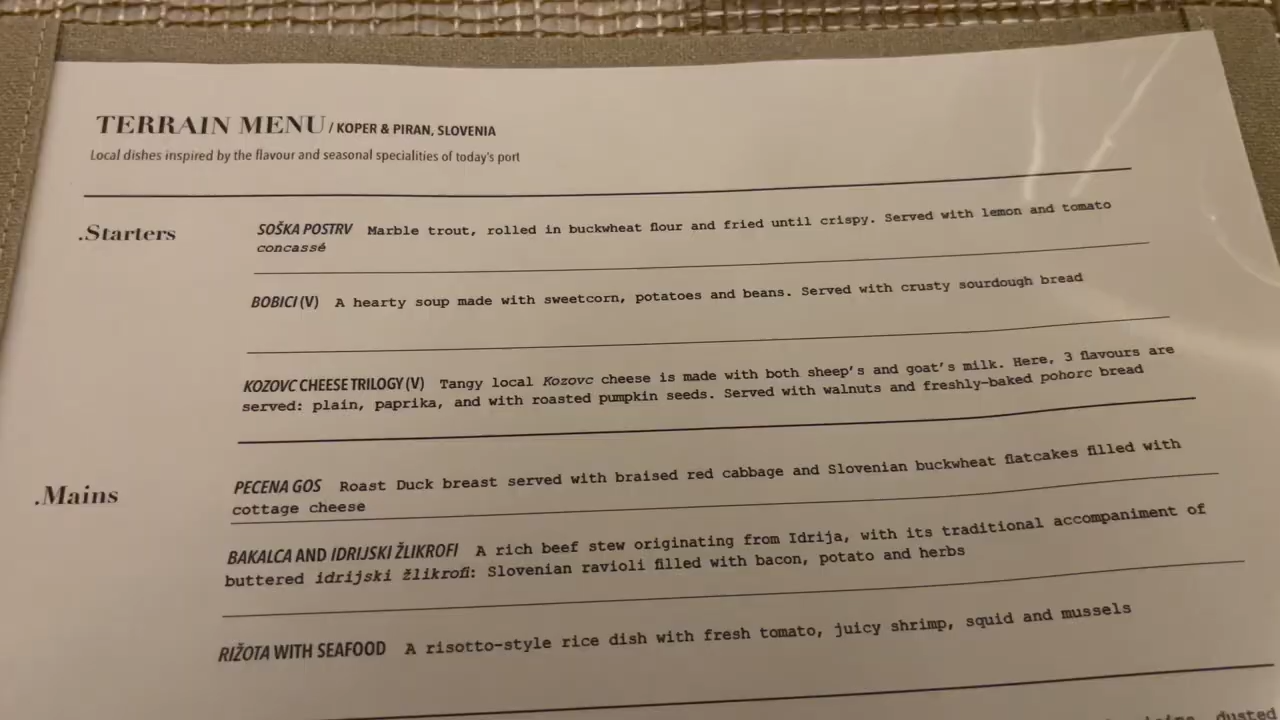 TERRAIN MENU / KOPER & PIRAN, SLOVENIA
Local dishes inspired by the flavour and seasonal specialities of today's port
.Starters
SOŠKA POSTRV Marble trout, rolled in buckwheat flour and fried until crispy. Served with lemon and tomato
concassé
BOBICI (V) A hearty soup made with sweetcorn, potatoes and beans. Served with crusty sourdough bread
KOZOVC CHEESE TRILOGY (V) Tangy local Kozovc cheese is made with both sheep's and goat's milk. Here, 3 flavours are
served: plain, paprika, and with roasted pumpkin seeds. Served with walnuts and freshly-baked pohorc bread
.Mains
PECENA GOS Roast Duck breast served with braised red cabbage and Slovenian buckwheat flatcakes filled with
cottage cheese
BAKALCA AND IDRIJSKI ŽLIKROFI A rich beef stew originating from Idrija, with its traditional accompaniment of
buttered idrijski žlikrofi: Slovenian ravioli filled with bacon, potato and herbs
RIŽOTA WITH SEAFOOD A risotto-style rice dish with fresh tomato, juicy shrimp, squid and mussels
dusted